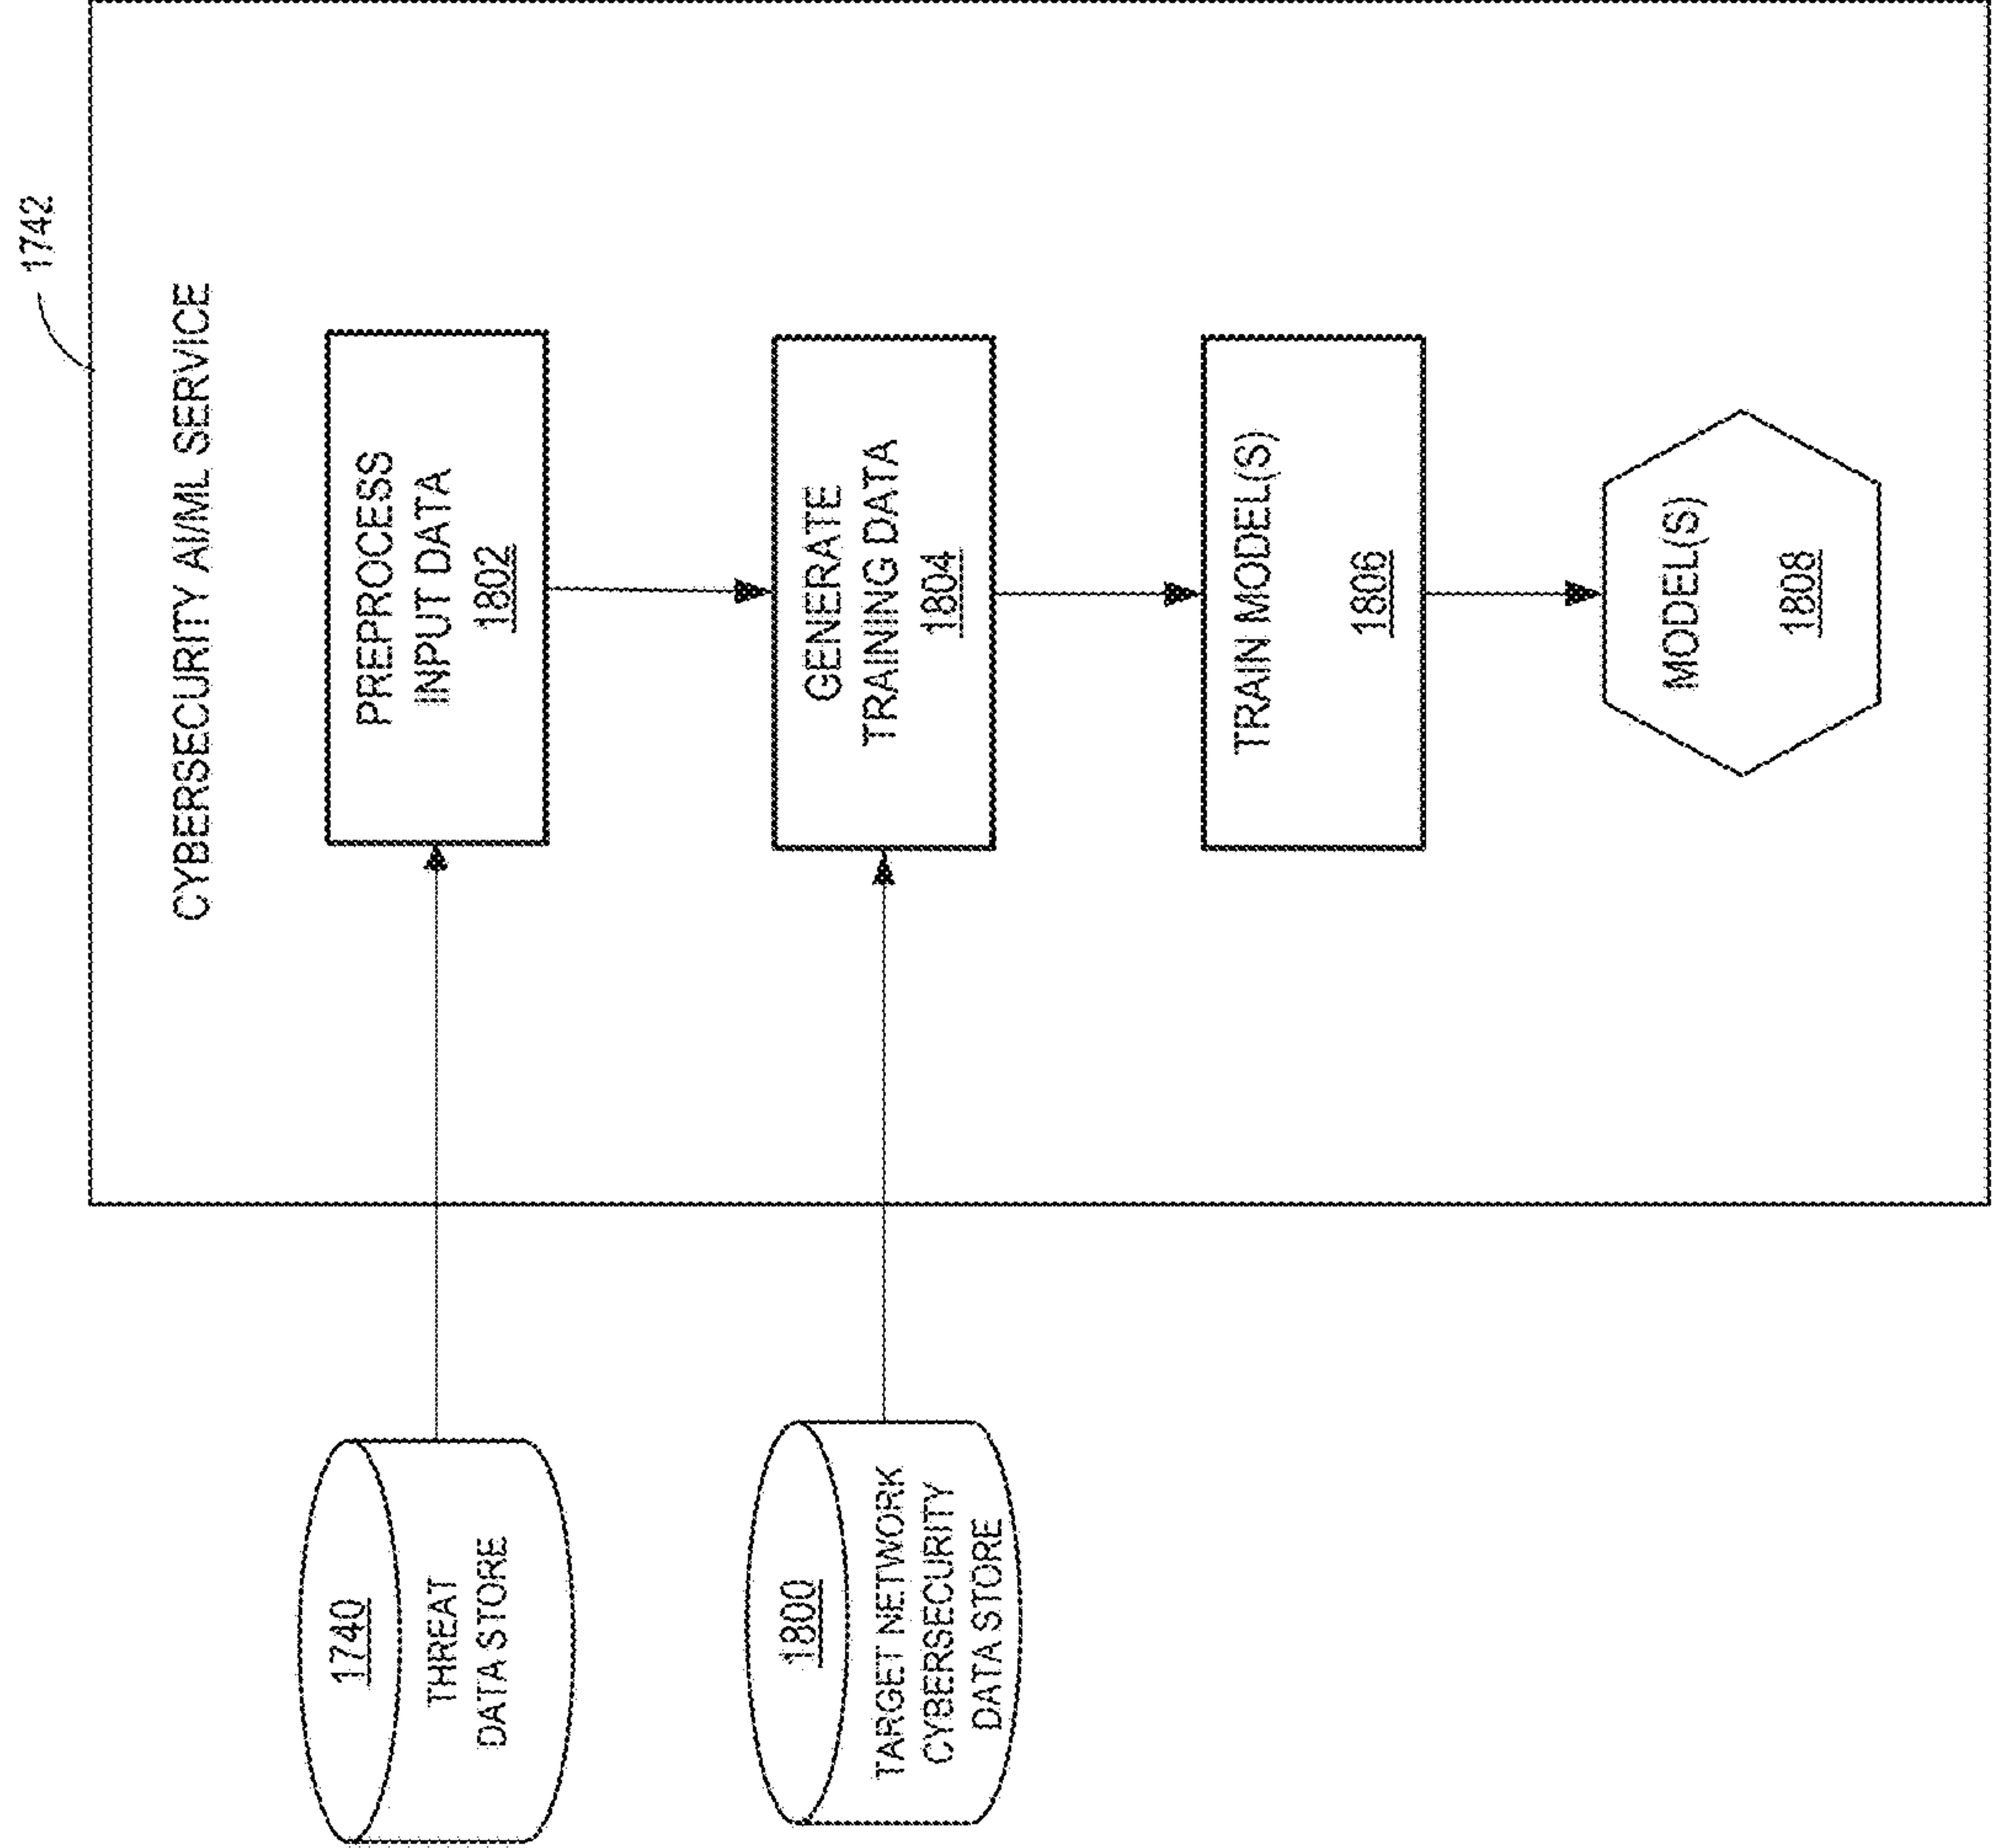 1742
CYBERSECURITY AI/ML SERVICE
1740
THREAT
DATA STORE
PREPROCESS
INPUT DATA
1802
1800
TARGET NETWORK
CYBERSECURITY
DATA STORE
GENERATE
TRAINING DATA
1804
TRAIN MODEL(S)
1806
MODEL(S)
1808